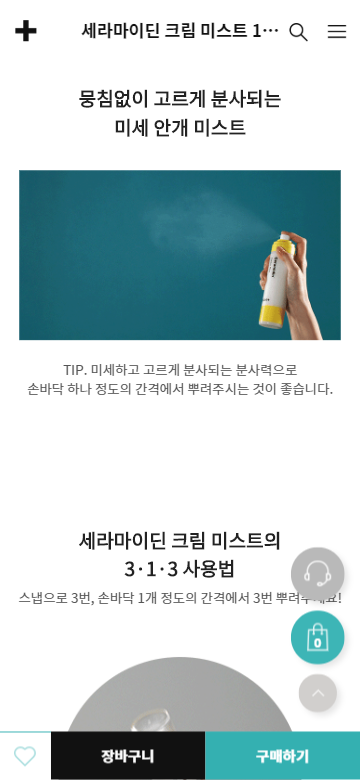 세라마이딘 크림 미스트 1…
뭉침없이 고르게 분사되는
미세 안개 미스트
TIP. 미세하고 고르게 분사되는 분사력으로
손바닥 하나 정도의 간격에서 뿌려주시는 것이 좋습니다.
세라마이딘 크림 미스트의
3·1·3 사용법
스냅으로 3번, 손바닥 1개 정도의 간격에서 3번 뿌려주세요!
0
장바구니
구매하기